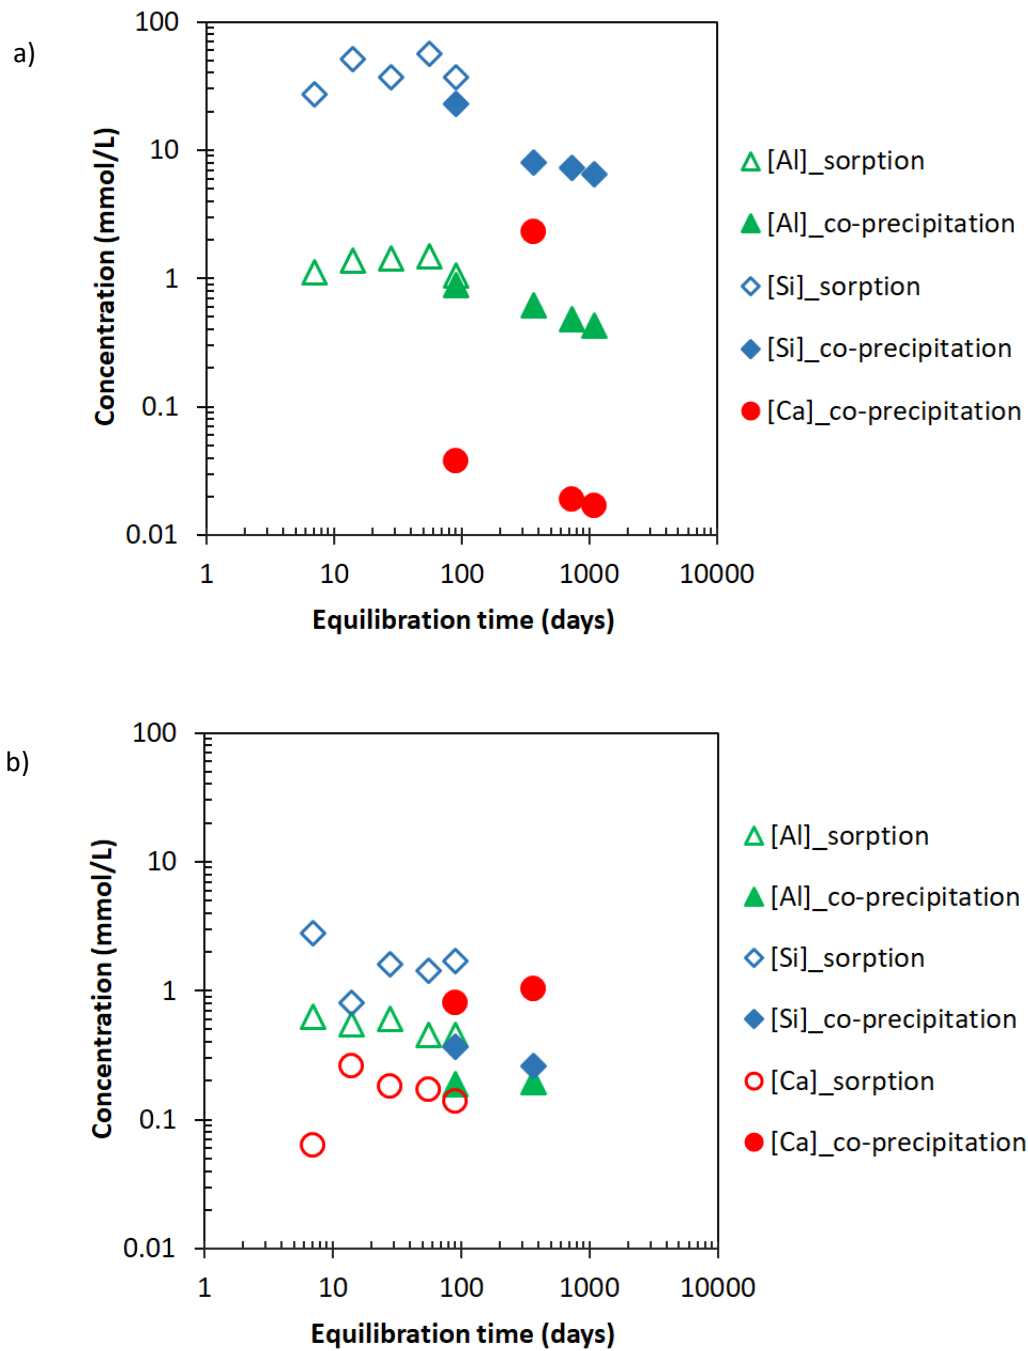 a)
100
10
1
0.1
0.01
Concentration (mmol/L)
1 10 100 1000 10000
Equilibration time (days)
[Al]_sorption
[Al]_co-precipitation
[Si]_sorption
[Si]_co-precipitation
[Ca]_co-precipitation
b)
100
10
1
0.1
0.01
Concentration (mmol/L)
1 10 100 1000 10000
Equilibration time (days)
[Al]_sorption
[Al]_co-precipitation
[Si]_sorption
[Si]_co-precipitation
[Ca]_sorption
[Ca]_co-precipitation